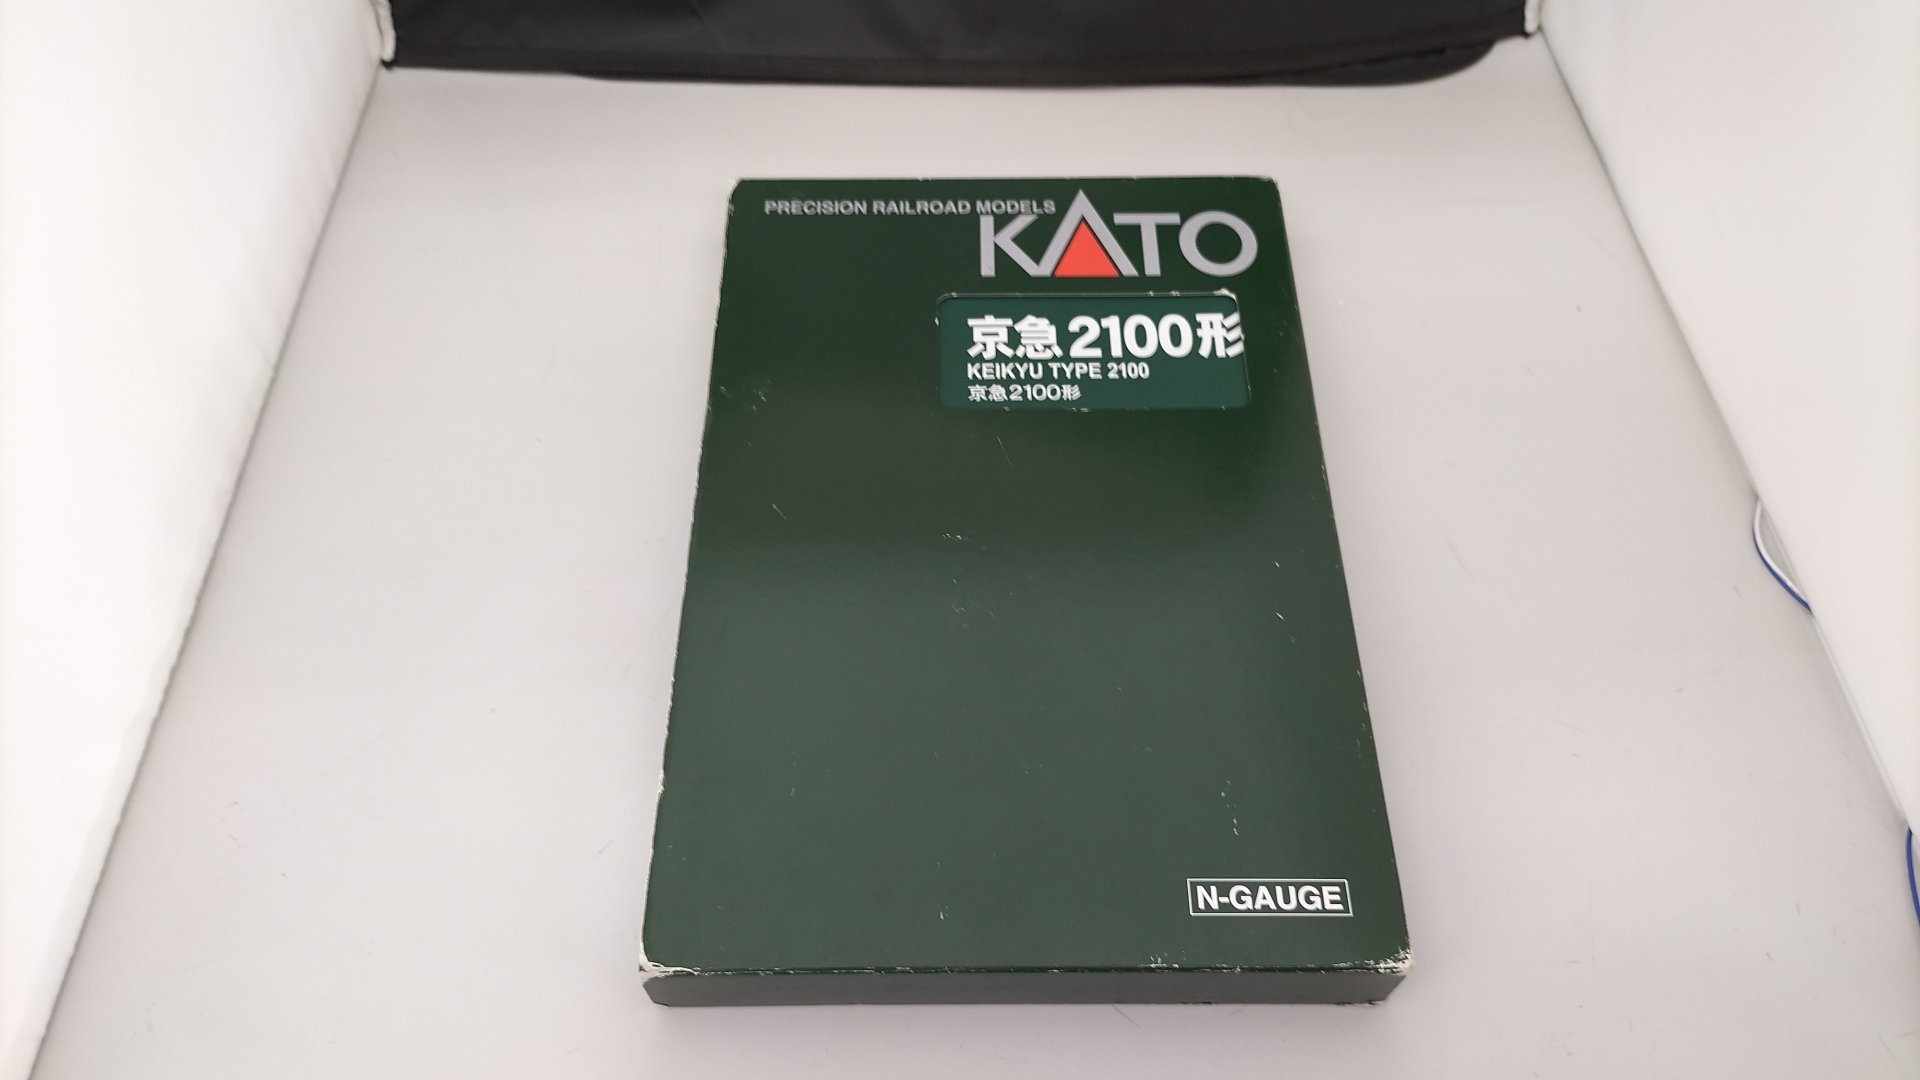 PRECISION RAILROAD MODELS
KATO
京急2100形
KEIKYU TYPE 2100
京急2100形
N-GAUGE